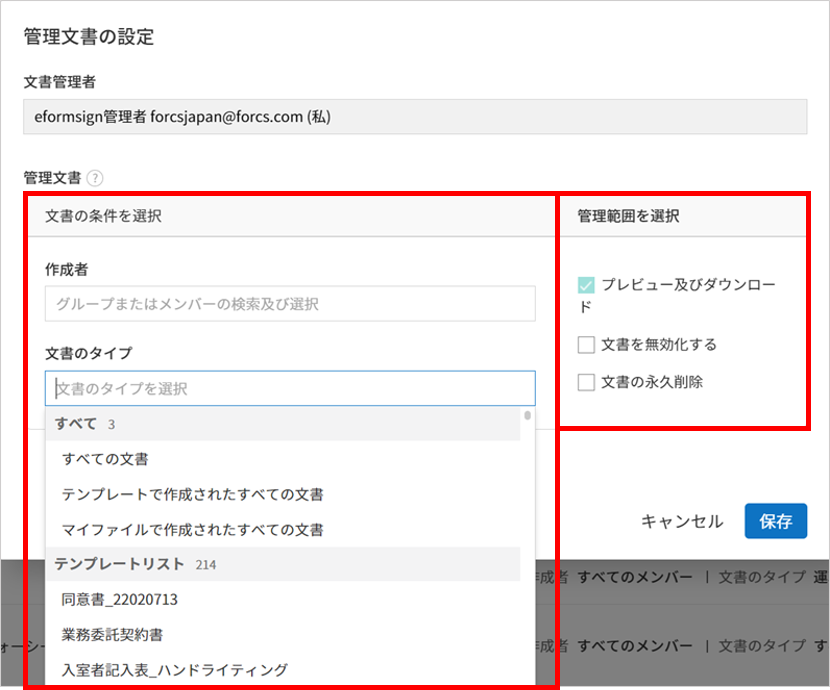 管理文書の設定
文書管理者
eformsign管理者 forcsjapan@forcs.com (私)
管理文書 ?
文書の条件を選択
作成者
グループまたはメンバーの検索及び選択
文書のタイプ
文書のタイプを選択
すべて 3
すべての文書
テンプレートで作成されたすべての文書
マイファイルで作成されたすべての文書
テンプレートリスト 214
同意書_22020713
業務委託契約書
入室者記入表_ハンドライティング
管理範囲を選択
プレビュー及びダウンロー
ド
文書を無効化する
文書の永久削除
キャンセル 保存
作成者 すべてのメンバー | 文書のタイプ 運
ォーシー 作成者 すべてのメンバー | 文書のタイプ す